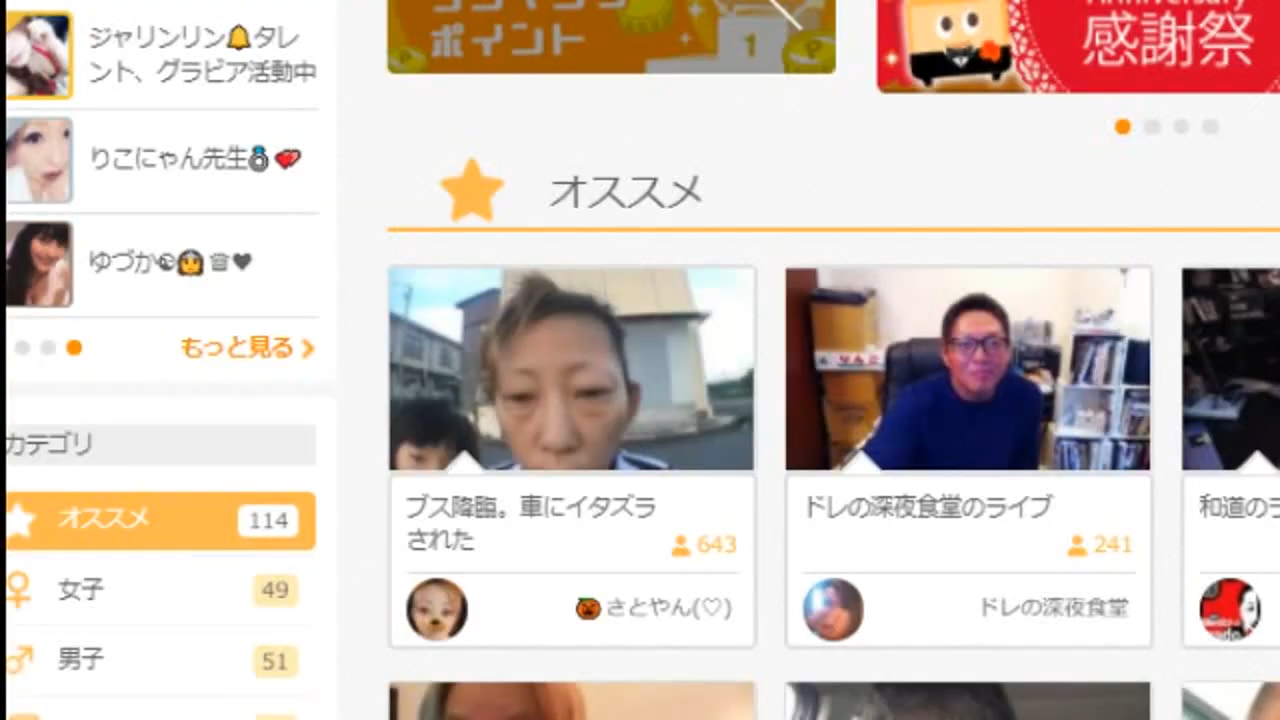 ジャリンリン🔔タレ
ント、グラビア活動中
りこにゃん先生💍💘
ゆづか☯👰♛♥
もっと見る
カテゴリ
オススメ 114
女子 49
男子 51
ポイント
1
感謝祭
オススメ
ブス降臨。車にイタズラ
された
643
🎃さとやん(♡)
ドレの深夜食堂のライブ
241
ドレの深夜食堂
和道のラ